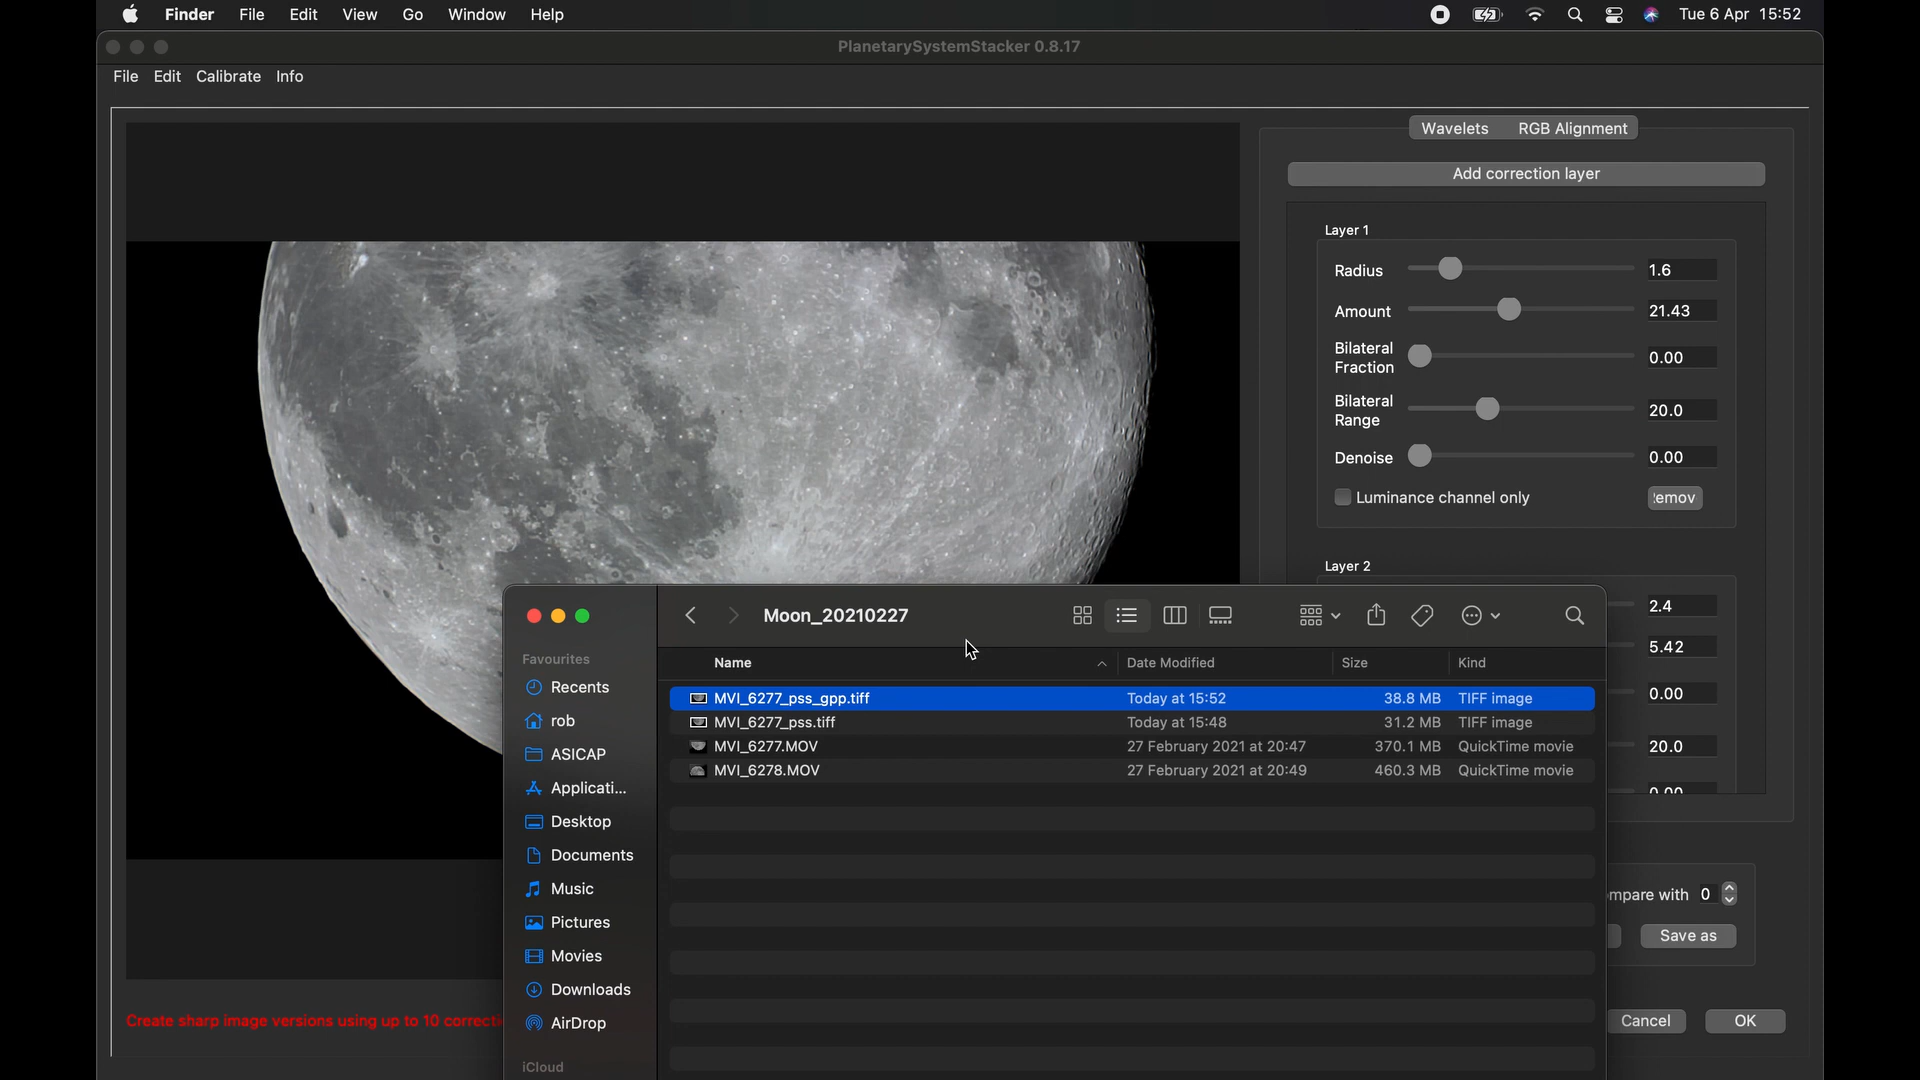 Finder File Edit View Go Window Help Tue 6 Apr 15:52
PlanetarySystemStacker 0.8.17
File Edit Calibrate Info
Wavelets RGB Alignment
Add correction layer
Layer 1
Radius 1.6
Amount 21.43
Bilateral
Fraction 0.00
Bilateral
Range 20.0
Denoise 0.00
Luminance channel only emov
Layer 2
2.4
5.42
0.00
20.0
0.00
Moon_20210227
Name Date Modified Size Kind
MVI_6277_pss_gpp.tiff Today at 15:52 38.8 MB TIFF image
MVI_6277_pss.tiff Today at 15:48 31.2 MB TIFF image
MVI_6277.MOV 27 February 2021 at 20:47 370.1 MB QuickTime movie
MVI_6278.MOV 27 February 2021 at 20:49 460.3 MB QuickTime movie
Favourites
Recents
rob
ASICAP
Applicati...
Desktop
Documents
Music
Pictures
Movies
Downloads
AirDrop
iCloud
mpare with 0
Save as
Create sharp image versions using up to 10 correcti
Cancel OK